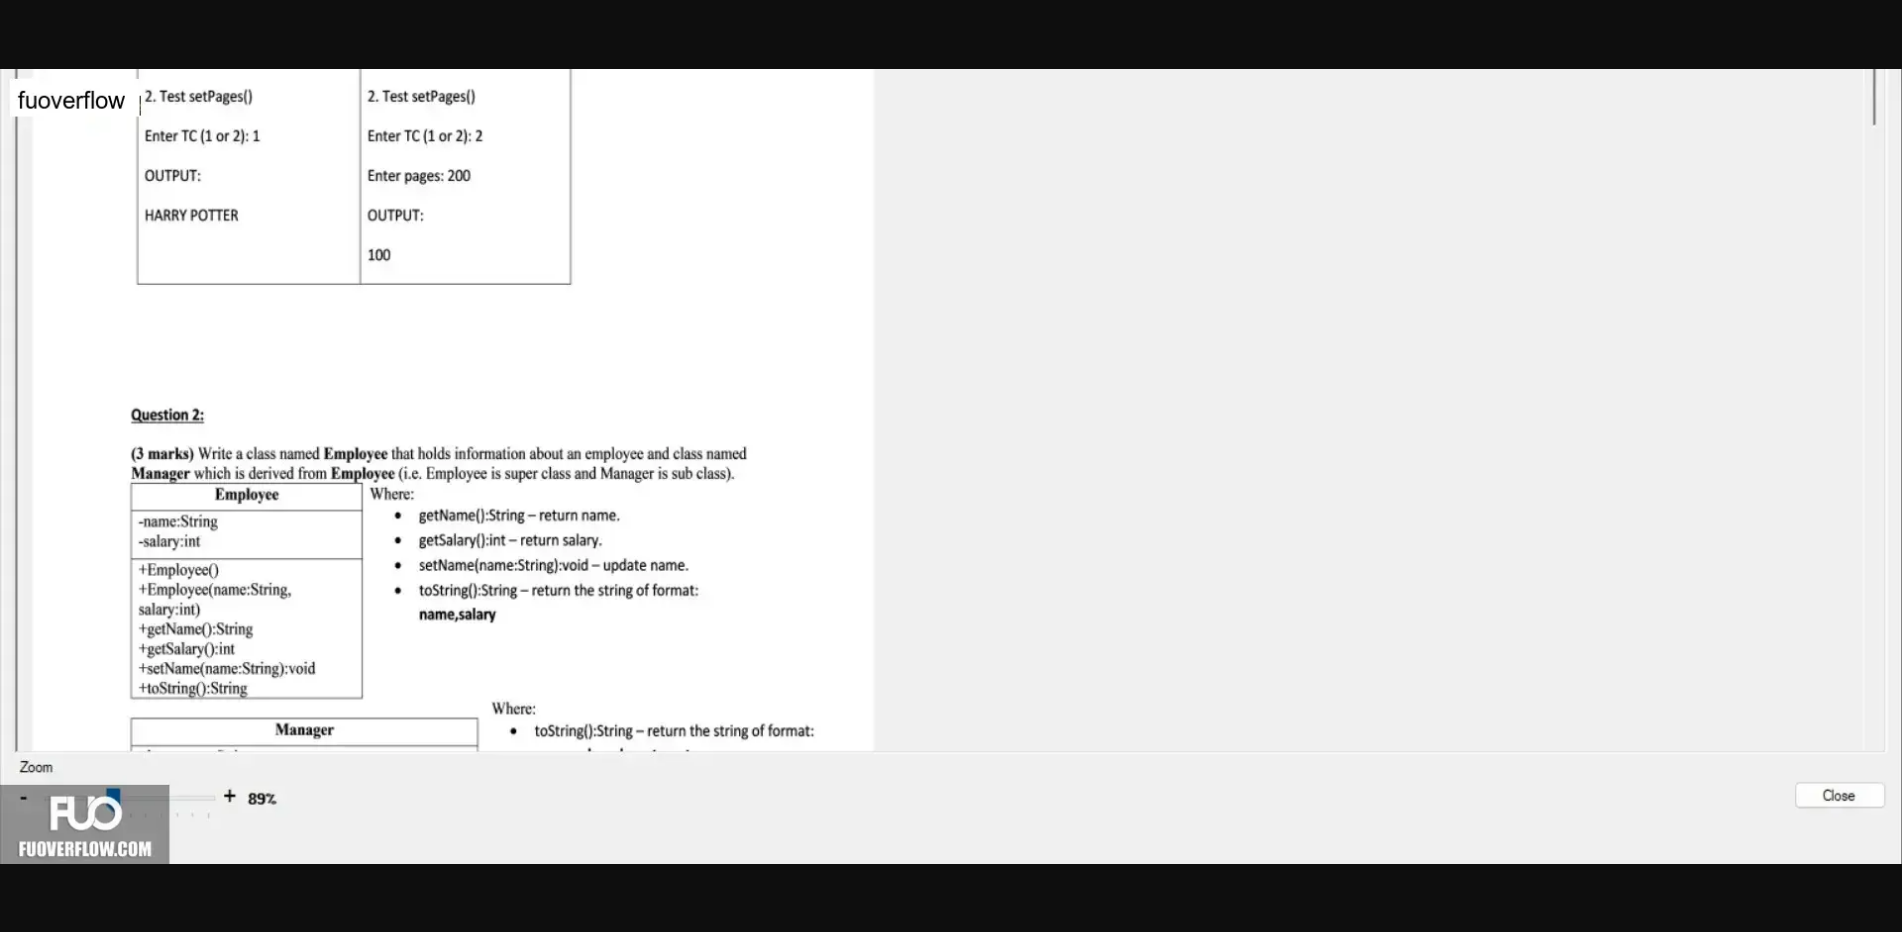 fuoverflow
2. Test setPages()
Enter TC (1 or 2): 1
OUTPUT:
HARRY POTTER
2. Test setPages()
Enter TC (1 or 2): 2
Enter pages: 200
OUTPUT:
100
Question 2:
(3 marks) Write a class named Employee that holds information about an employee and class named
Manager which is derived from Employee (i.e. Employee is super class and Manager is sub class).
Employee
-name:String
-salary:int
+Employee()
+Employee(name:String,
salary:int)
+getName():String
+getSalary():int
+setName(name:String):void
+toString():String
Where:
• getName():String – return name.
• getSalary():int – return salary.
• setName(name:String):void – update name.
• toString():String – return the string of format:
name,salary
Manager
Where:
• toString():String – return the string of format:
Zoom
- + 89%
Close
FUO
FUOVERFLOW.COM